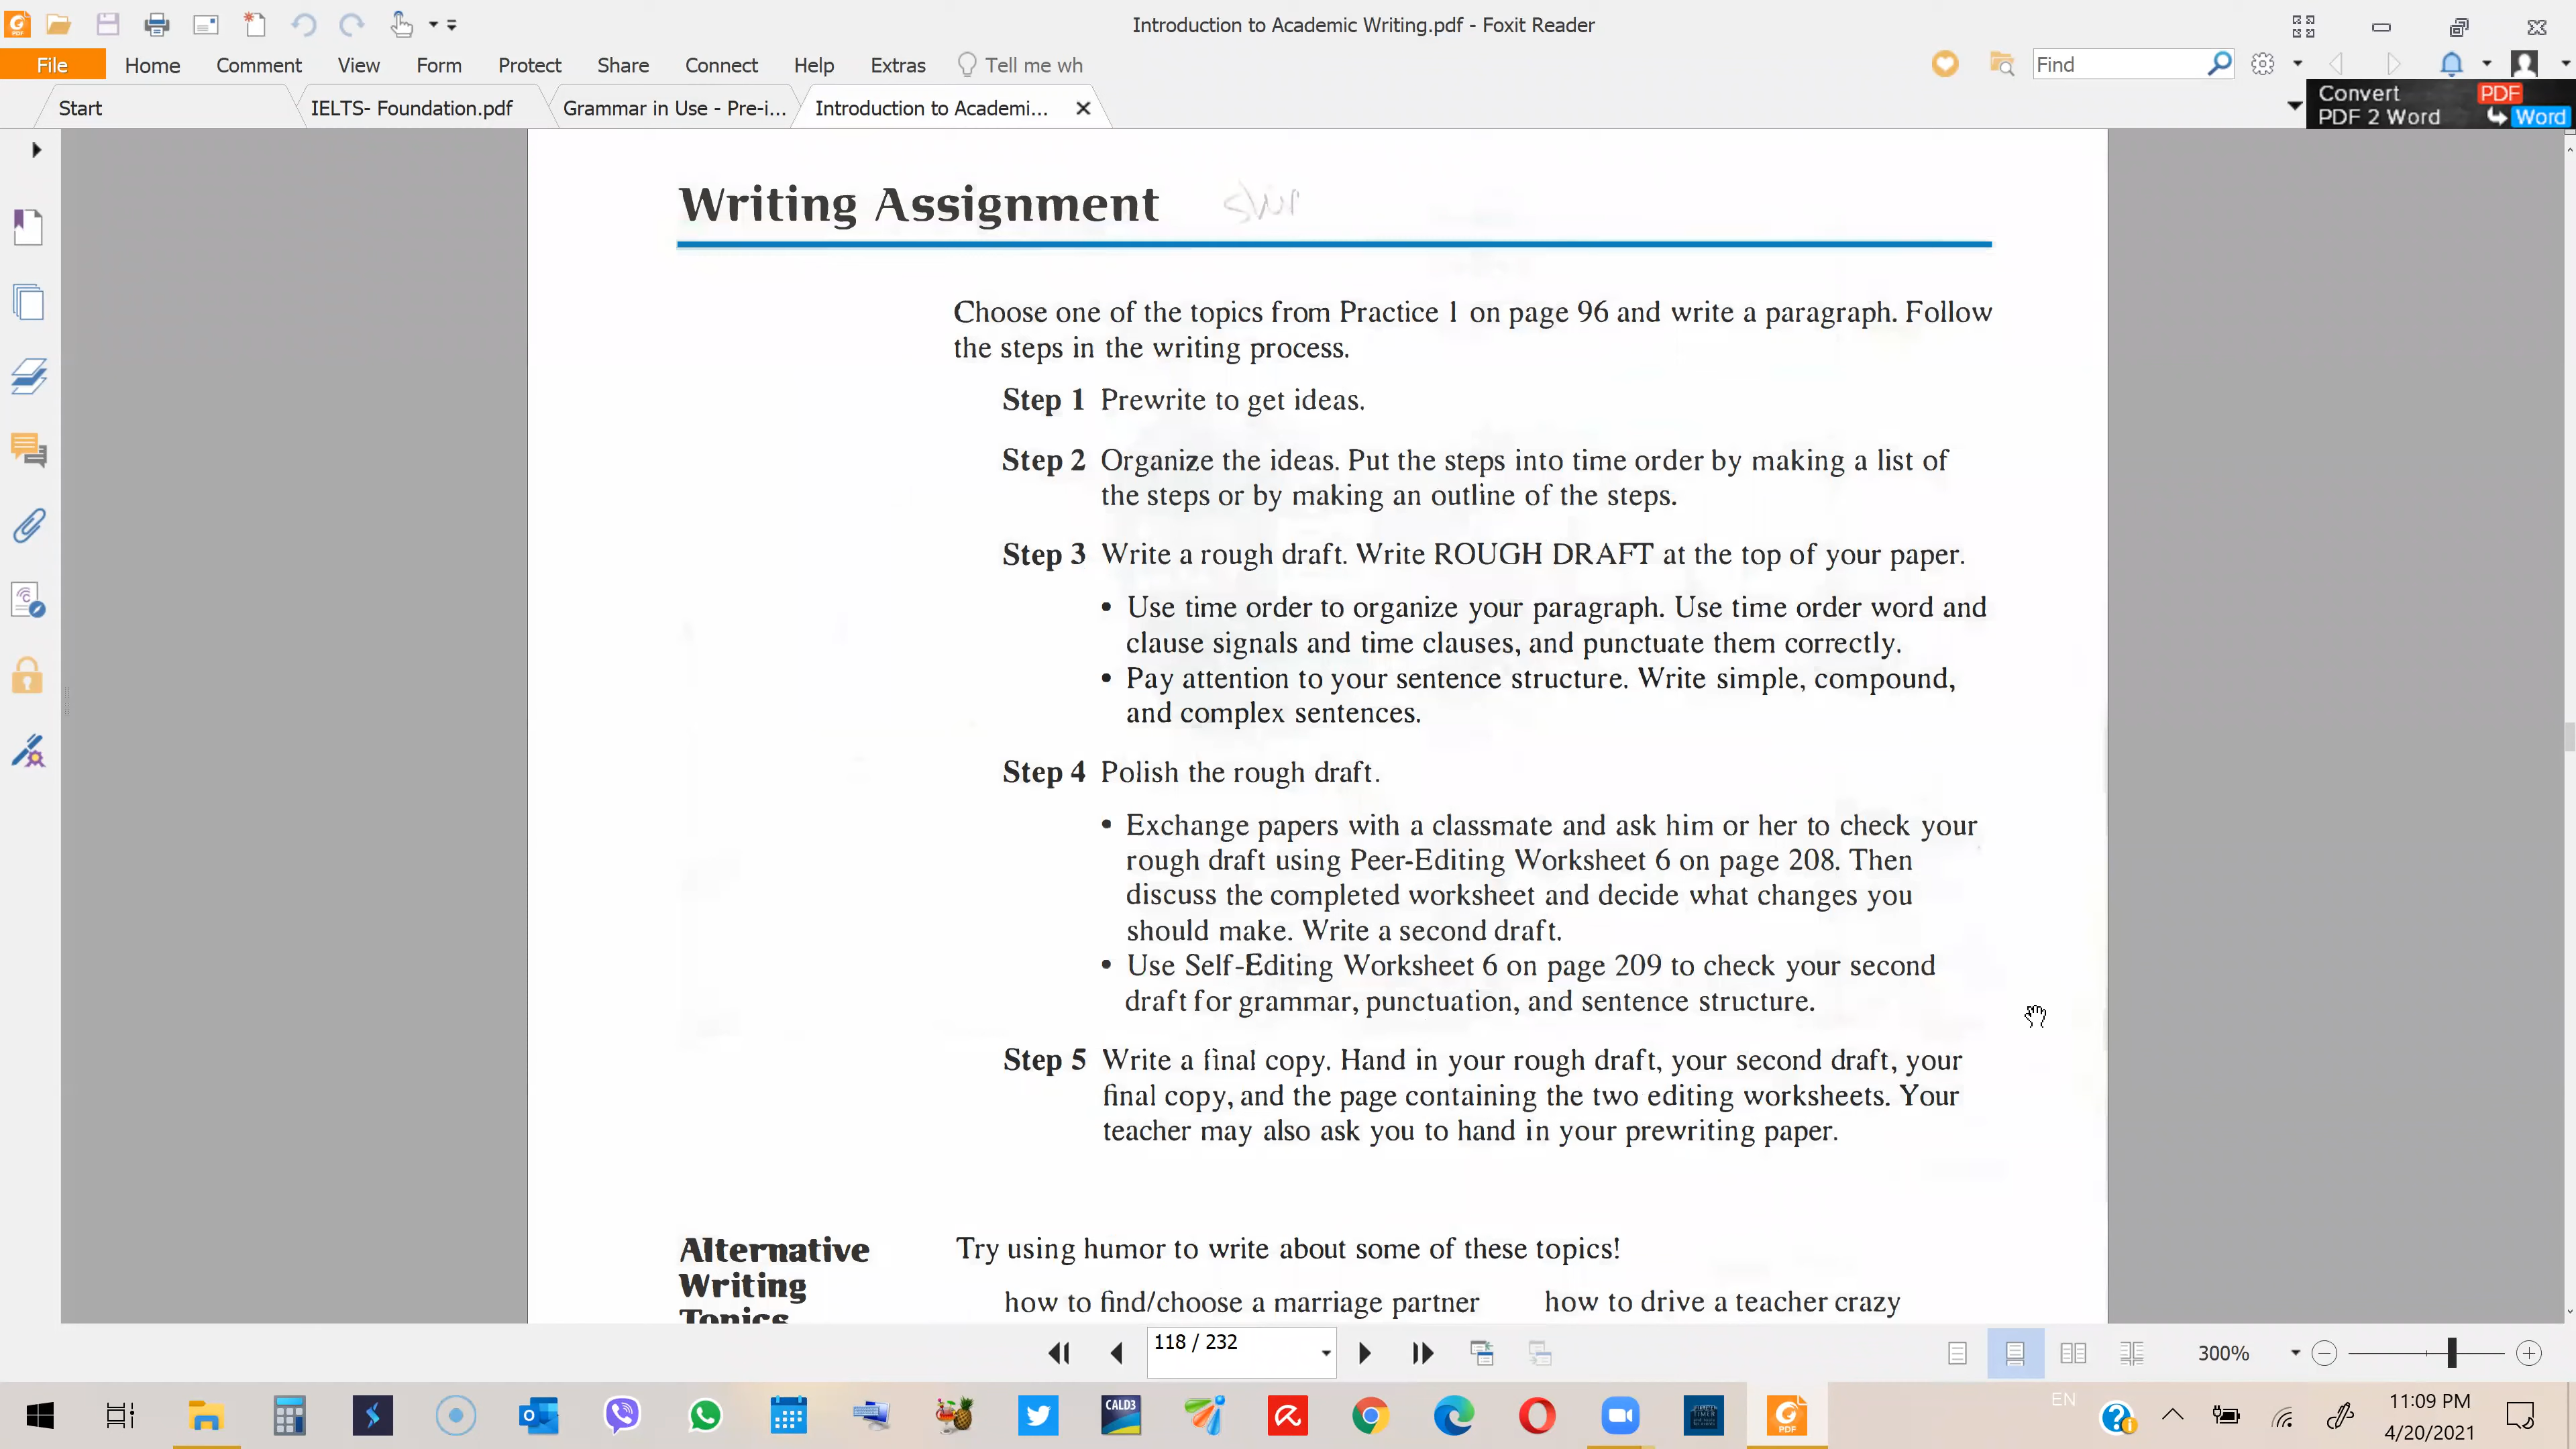 Introduction to Academic Writing.pdf - Foxit Reader
File Home Comment View Form Protect Share Connect Help Extras Tell me wh Find
Start IELTS- Foundation.pdf Grammar in Use - Pre-i... Introduction to Academi...
Convert PDF
PDF 2 Word Word
Writing Assignment
Choose one of the topics from Practice 1 on page 96 and write a paragraph. Follow
the steps in the writing process.
Step 1 Prewrite to get ideas.
Step 2 Organize the ideas. Put the steps into time order by making a list of
the steps or by making an outline of the steps.
Step 3 Write a rough draft. Write ROUGH DRAFT at the top of your paper.
• Use time order to organize your paragraph. Use time order word and
clause signals and time clauses, and punctuate them correctly.
• Pay attention to your sentence structure. Write simple, compound,
and complex sentences.
Step 4 Polish the rough draft.
• Exchange papers with a classmate and ask him or her to check your
rough draft using Peer-Editing Worksheet 6 on page 208. Then
discuss the completed worksheet and decide what changes you
should make. Write a second draft.
• Use Self-Editing Worksheet 6 on page 209 to check your second
draft for grammar, punctuation, and sentence structure.
Step 5 Write a final copy. Hand in your rough draft, your second draft, your
final copy, and the page containing the two editing worksheets. Your
teacher may also ask you to hand in your prewriting paper.
Alternative Try using humor to write about some of these topics!
Writing
Topics how to find/choose a marriage partner how to drive a teacher crazy
118 / 232 300%
CALD3 EN 11:09 PM
4/20/2021